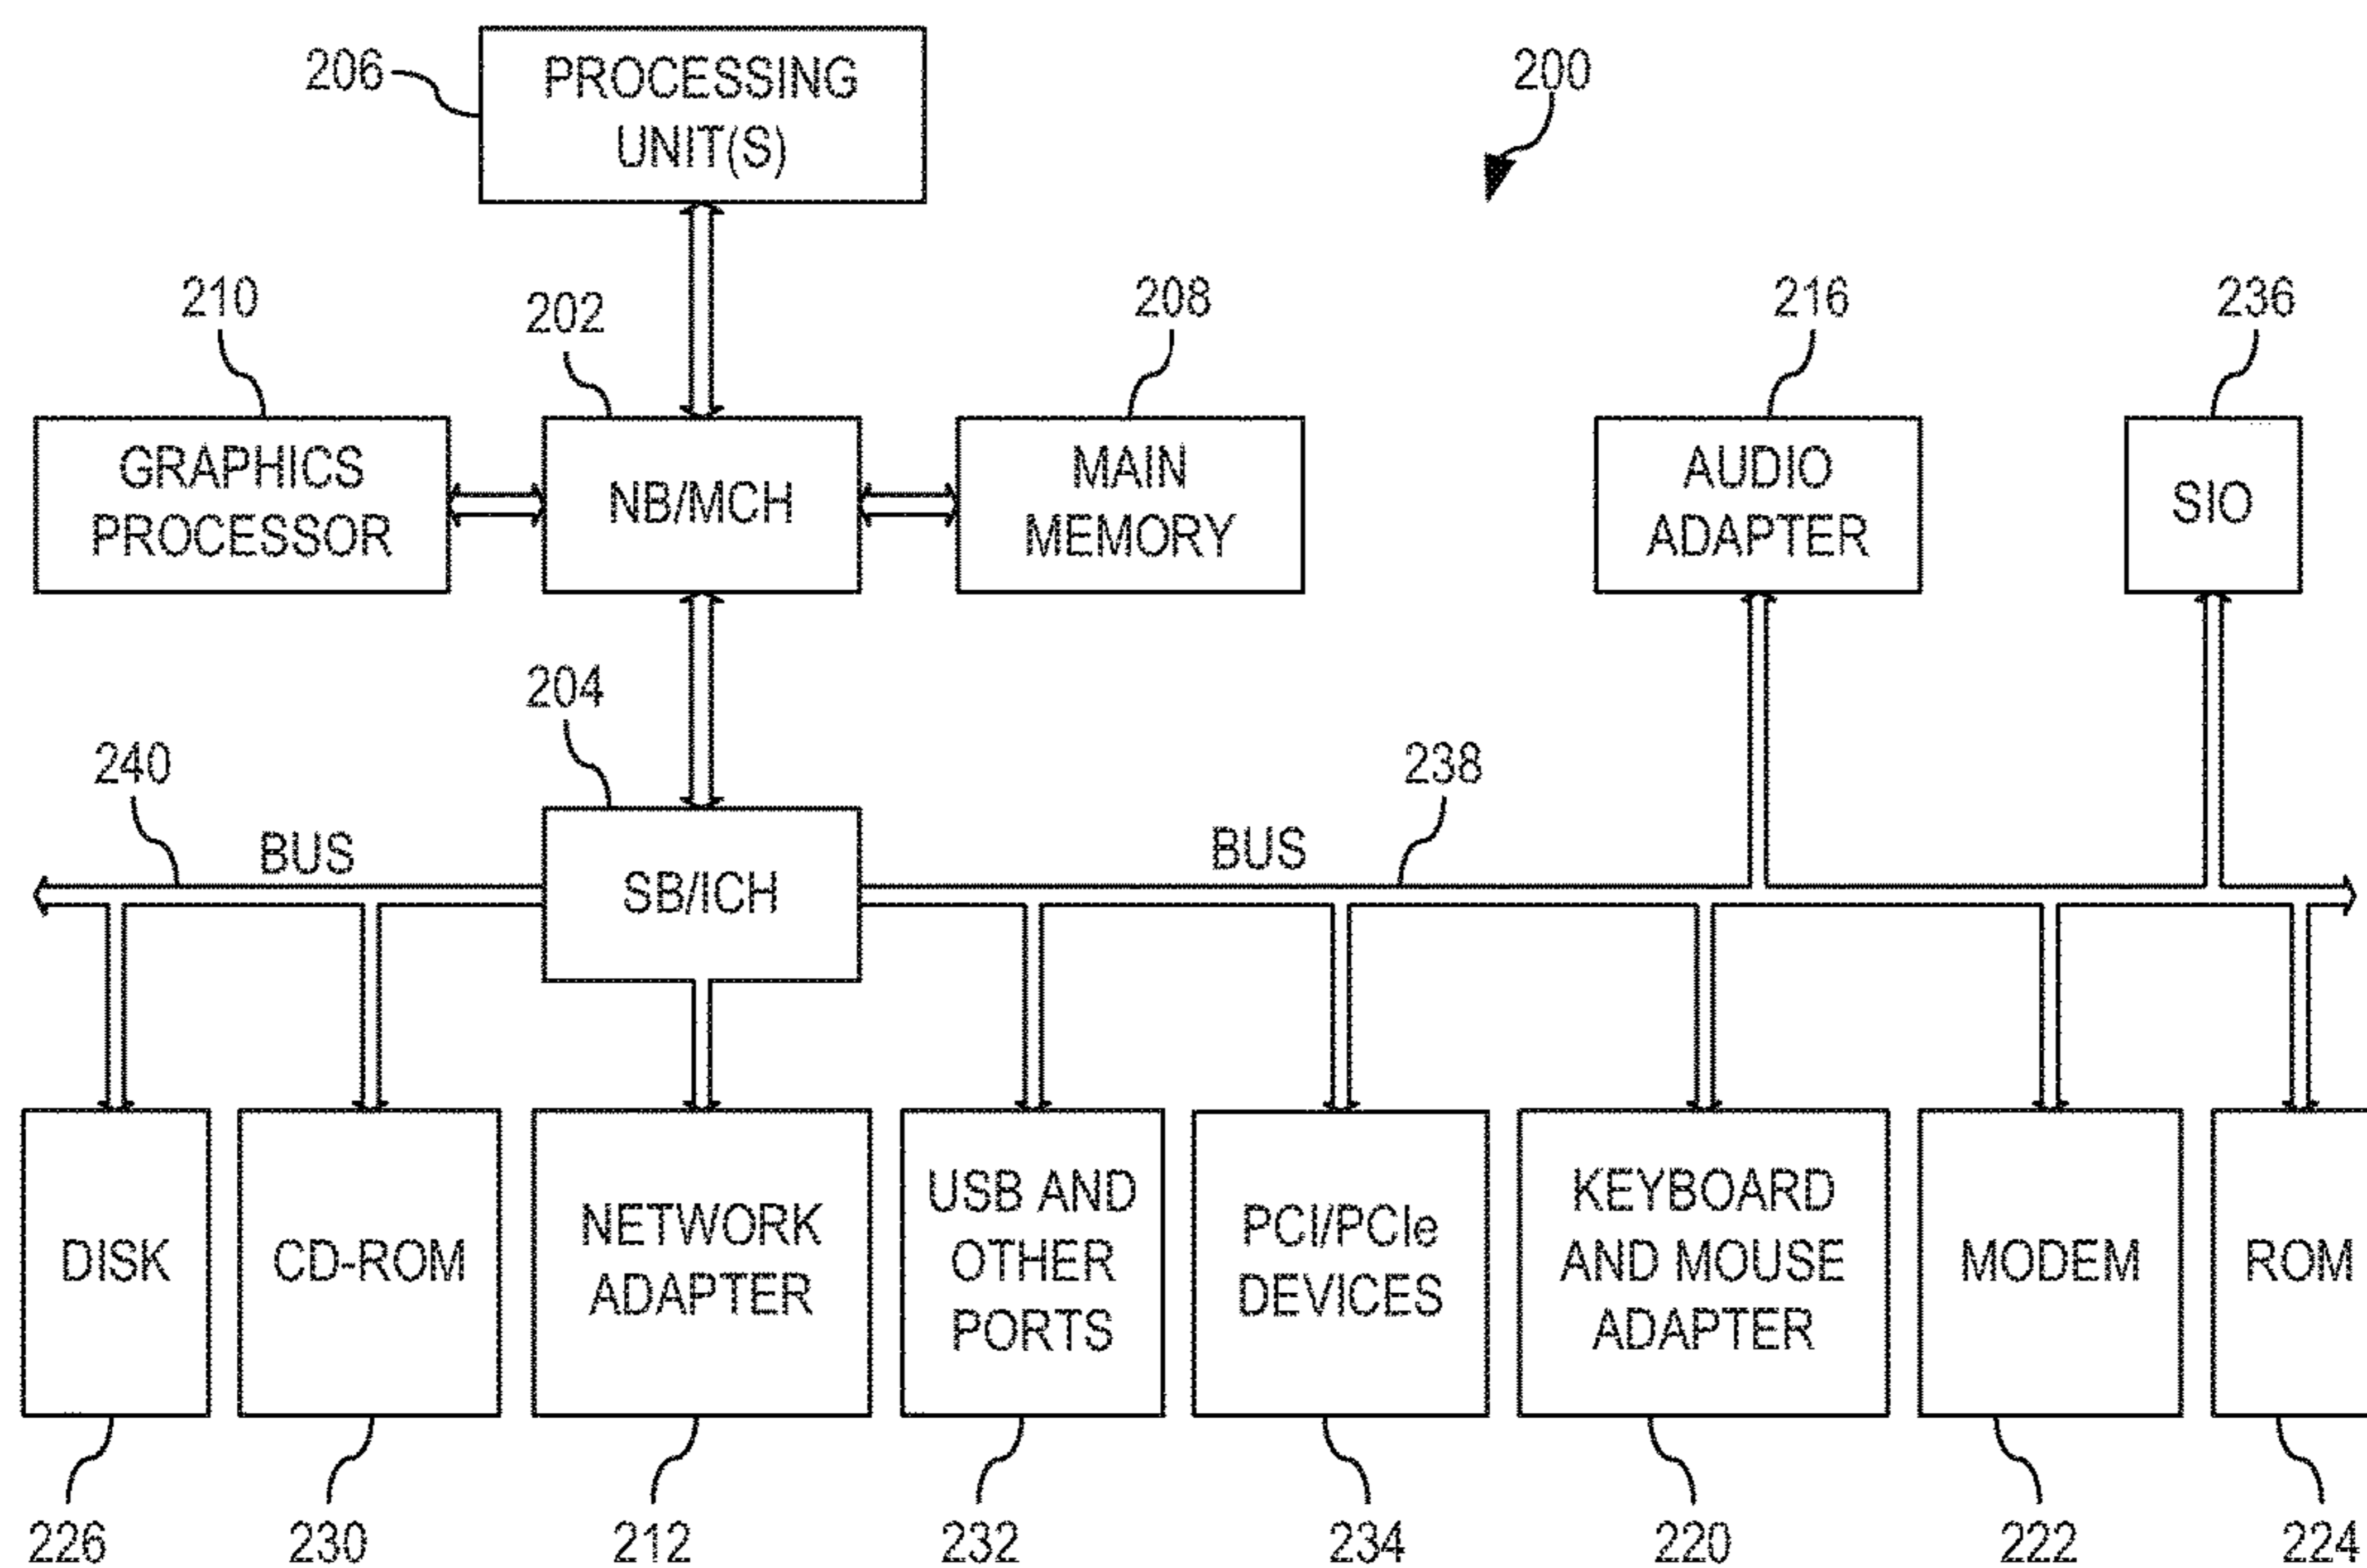 206
PROCESSING
UNIT(S)
200
210
202
208
216
236
GRAPHICS
PROCESSOR
NB/MCH
MAIN
MEMORY
AUDIO
ADAPTER
SIO
204
240
238
BUS
BUS
SB/ICH
DISK
CD-ROM
NETWORK
ADAPTER
USB AND
OTHER
PORTS
PCI/PCIe
DEVICES
KEYBOARD
AND MOUSE
ADAPTER
MODEM
ROM
226
230
212
232
234
220
222
224